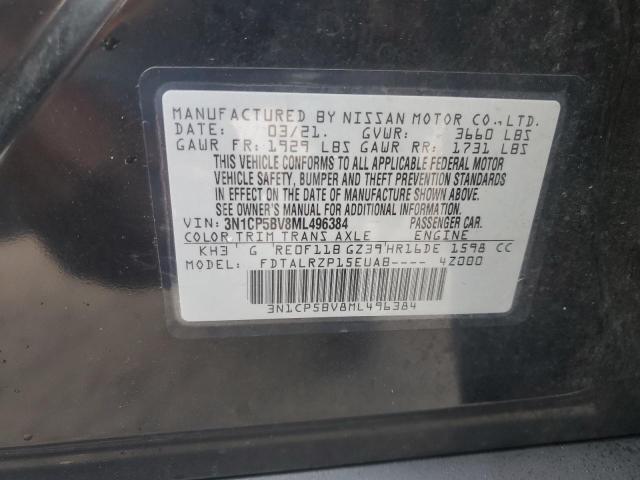 MANUFACTURED BY NISSAN MOTOR CO., LTD.
DATE: 03/21. GVWR: 3660 LBS
GAWR FR: 1929 LBS GAWR RR: 1731 LBS
THIS VEHICLE CONFORMS TO ALL APPLICABLE FEDERAL MOTOR
VEHICLE SAFETY, BUMPER AND THEFT PREVENTION STANDARDS
IN EFFECT ON THE DATE OF MANUFACTURE SHOWN ABOVE.
SEE OWNER'S MANUAL FOR ADDITIONAL INFORMATION
VIN: 3N1CP5BV8ML496384 PASSENGER CAR.
COLOR TRIM TRANS AXLE ENGINE
KH3 G RE0F11B GZ39 HR16DE 1598 CC
MODEL: FDTALRZP15EUAB---- 4Z000
3N1CP5BV8ML496384